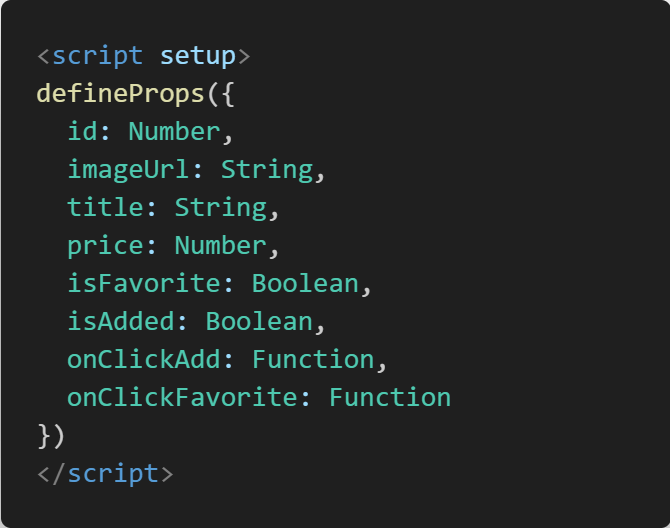 <script setup>
defineProps({
  id: Number,
  imageUrl: String,
  title: String,
  price: Number,
  isFavorite: Boolean,
  isAdded: Boolean,
  onClickAdd: Function,
  onClickFavorite: Function
})
</script>